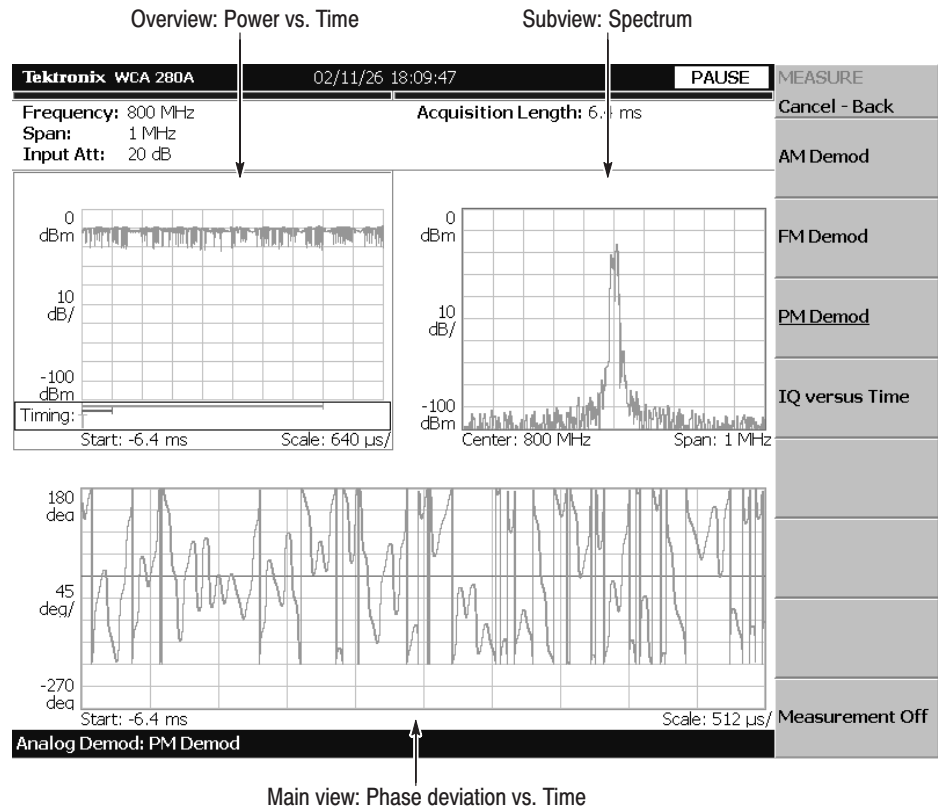 Overview: Power vs. Time
Subview: Spectrum
Tektronix WCA 280A
02/11/26 18:09:47
PAUSE
MEASURE
Cancel - Back
Frequency: 800 MHz
Acquisition Length: 6.4 ms
Span: 1 MHz
Input Att: 20 dB
AM Demod
FM Demod
PM Demod
IQ versus Time
Measurement Off
0
dBm
10
dB/
-100
dBm
Timing:
Start: -6.4 ms
Scale: 640 µs/
0
dBm
10
dB/
-100
dBm
Center: 800 MHz
Span: 1 MHz
180
deg
45
deg/
-270
deg
Start: -6.4 ms
Scale: 512 µs/
Analog Demod: PM Demod
Main view: Phase deviation vs. Time